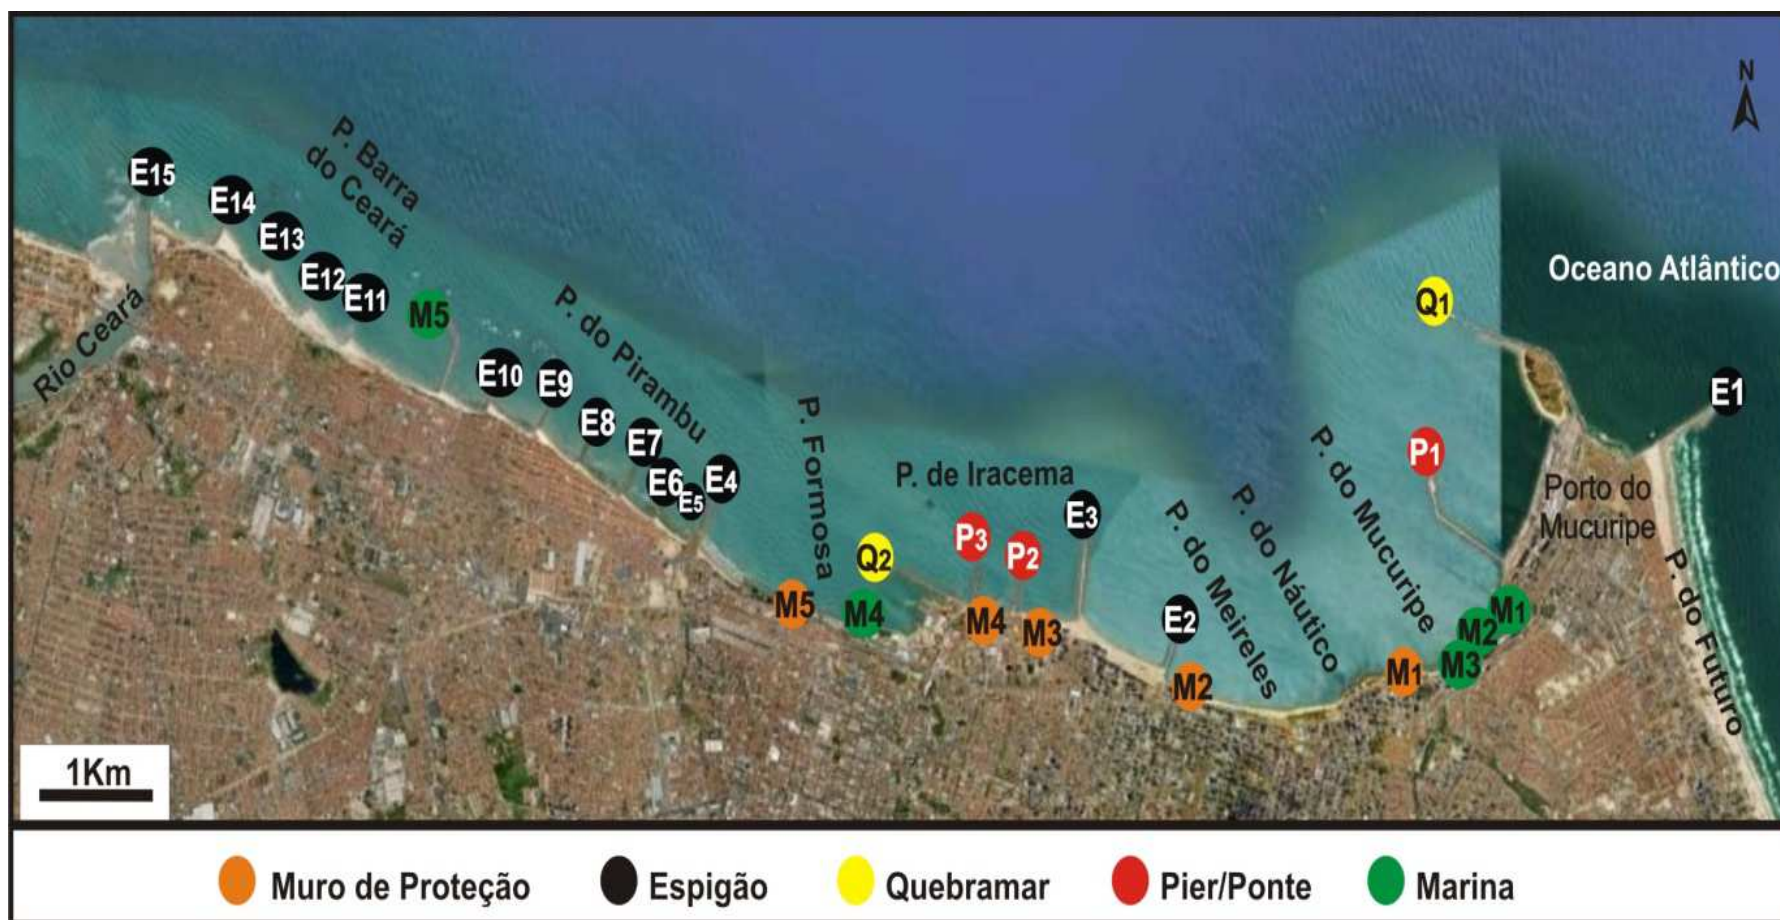 N
P. Barra
do Ceará
E15
E14
E13
E12
E11
M5
Rio Ceará
P. do Pirambu
E10
E9
E8
E7
E6
E5
E4
P. Formosa
P. de Iracema
Q2
P3
P2
E3
M5
M4
M4
M3
E2
M2
P. do Meireles
P. do Náutico
P. do Mucuripe
Q1
Oceano Atlântico
E1
P1
Porto do
Mucuripe
M1
M2
M3
M1
P. do Futuro
1Km
Muro de Proteção
Espigão
Quebramar
Pier/Ponte
Marina